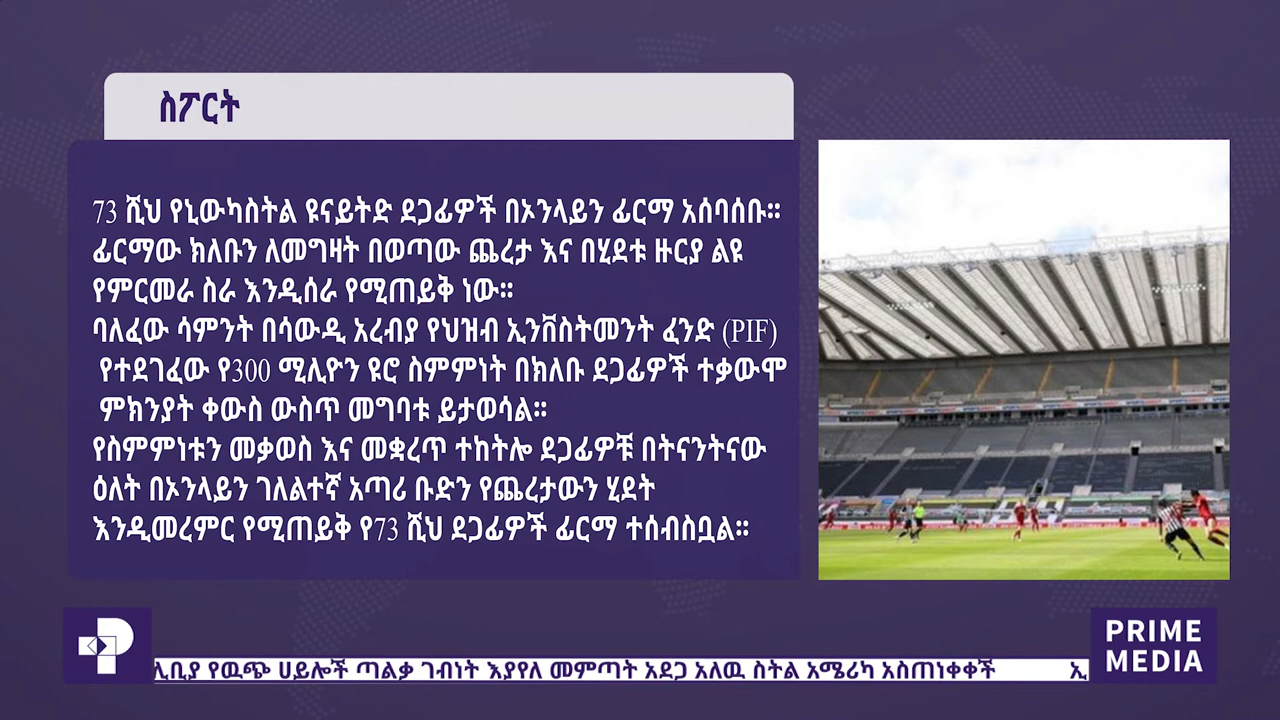 ስፖርት
73 ሺህ የኒውካስትል ዩናይትድ ደጋፊዎች በኦንላይን ፊርማ አሰባሰቡ።
ፊርማው ክለቡን ለመግዛት በወጣው ጨረታ እና በሂደቱ ዙርያ ልዩ
የምርመራ ስራ እንዲሰራ የሚጠይቅ ነው።
ባለፈው ሳምንት በሳውዲ አረብያ የህዝብ ኢንቨስትመንት ፈንድ (PIF)
የተደገፈው የ300 ሚሊዮን ዩሮ ስምምነት በክለቡ ደጋፊዎች ተቃውሞ
ምክንያት ቀውስ ውስጥ መግባቱ ይታወሳል።
የስምምነቱን መቃወስ እና መቋረጥ ተከትሎ ደጋፊዎቹ በትናንትናው
ዕለት በኦንላይን ገለልተኛ አጣሪ ቡድን የጨረታውን ሂደት
እንዲመረምር የሚጠይቅ የ73 ሺህ ደጋፊዎች ፊርማ ተሰብስቧል።
PRIME
MEDIA
ሊቢያ የዉጭ ሀይሎች ጣልቃ ገብነት እያየለ መምጣት አደጋ አለዉ ስትል አሜሪካ አስጠነቀቀች ኢ